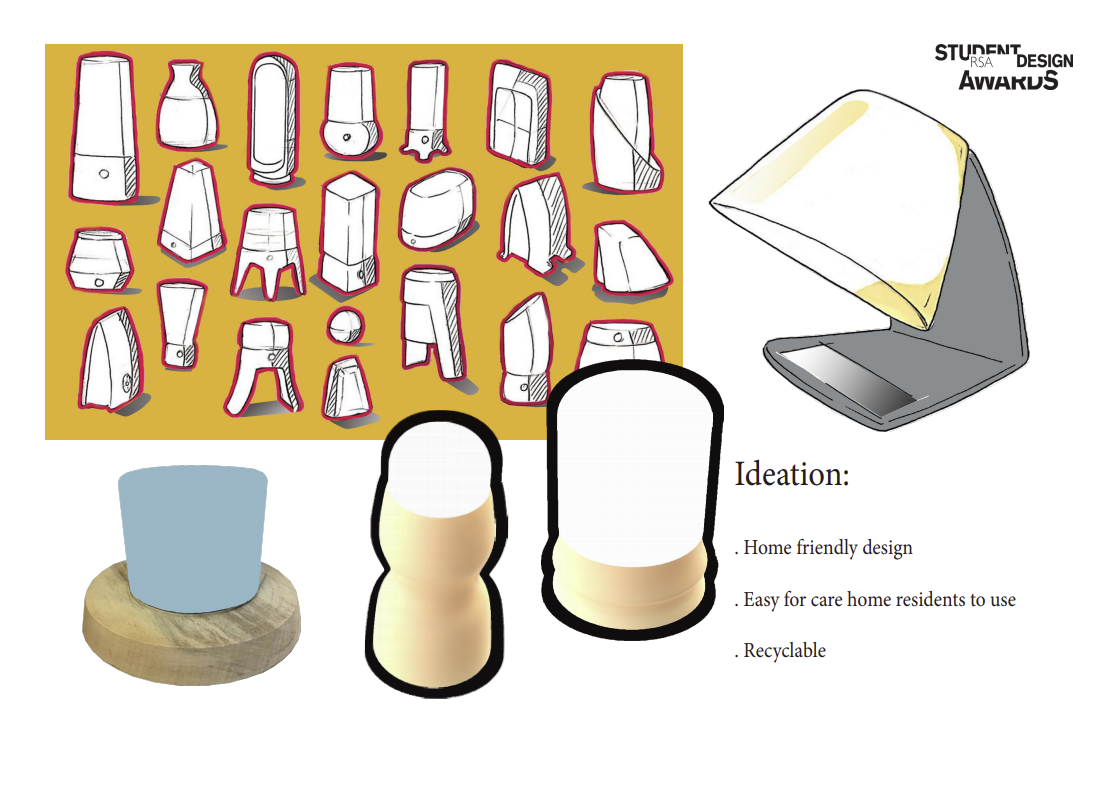 STUDENT
RSA DESIGN
AWARDS
Ideation:
. Home friendly design
. Easy for care home residents to use
. Recyclable